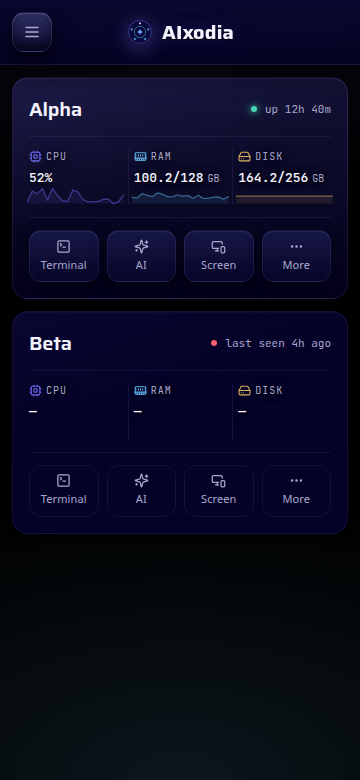 AIxodia
Alpha
up 12h 40m
CPU
RAM
DISK
52%
100.2/128 GB
164.2/256 GB
Terminal
AI
Screen
More
Beta
last seen 4h ago
CPU
RAM
DISK
—
—
—
Terminal
AI
Screen
More